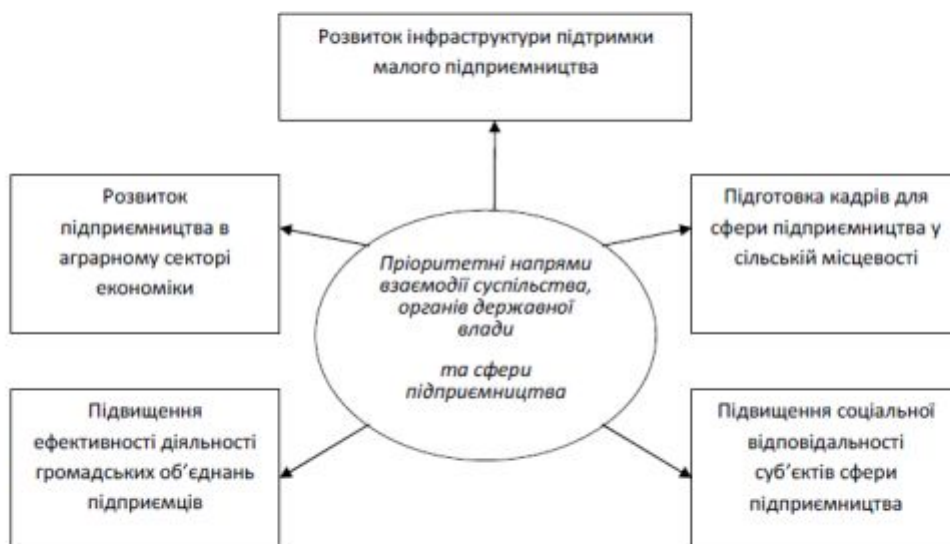 Розвиток інфраструктури підтримки
малого підприємництва
Розвиток
підприємництва в
аграрному секторі
економіки
Підготовка кадрів для
сфери підприємництва у
сільській місцевості
Пріоритетні напрями
взаємодії суспільства,
органів державної
влади
та сфери
підприємництва
Підвищення
ефективності діяльності
громадських об’єднань
підприємців
Підвищення соціальної
відповідальності
суб’єктів сфери
підприємництва